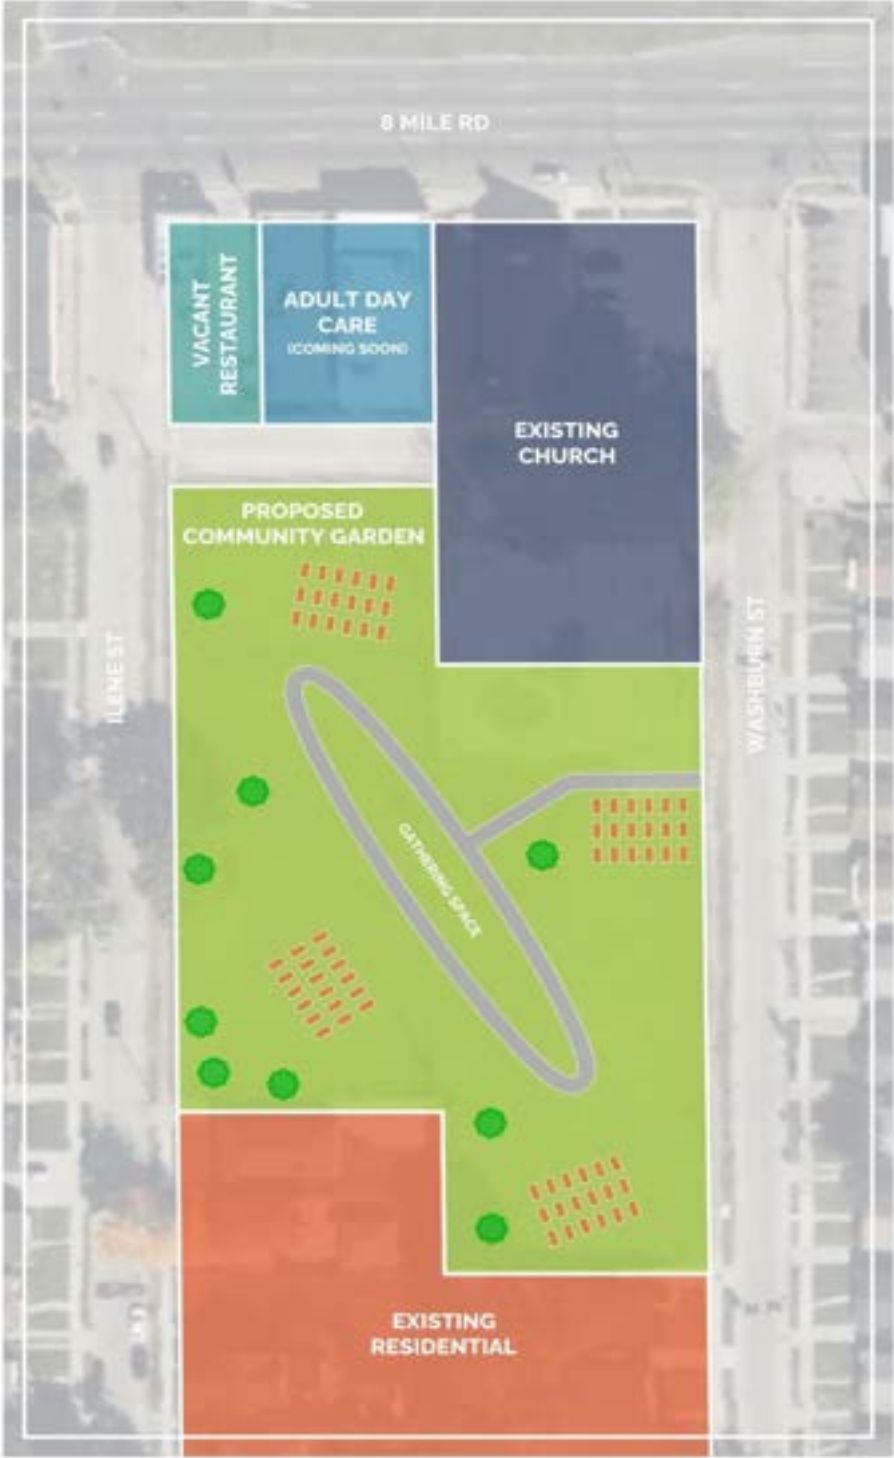 8 MILE RD
VACANT
RESTAURANT
ADULT DAY
CARE
(COMING SOON)
EXISTING
CHURCH
PROPOSED
COMMUNITY GARDEN
ILENE ST
WASHBURN ST
GATHERING SPACE
EXISTING
RESIDENTIAL